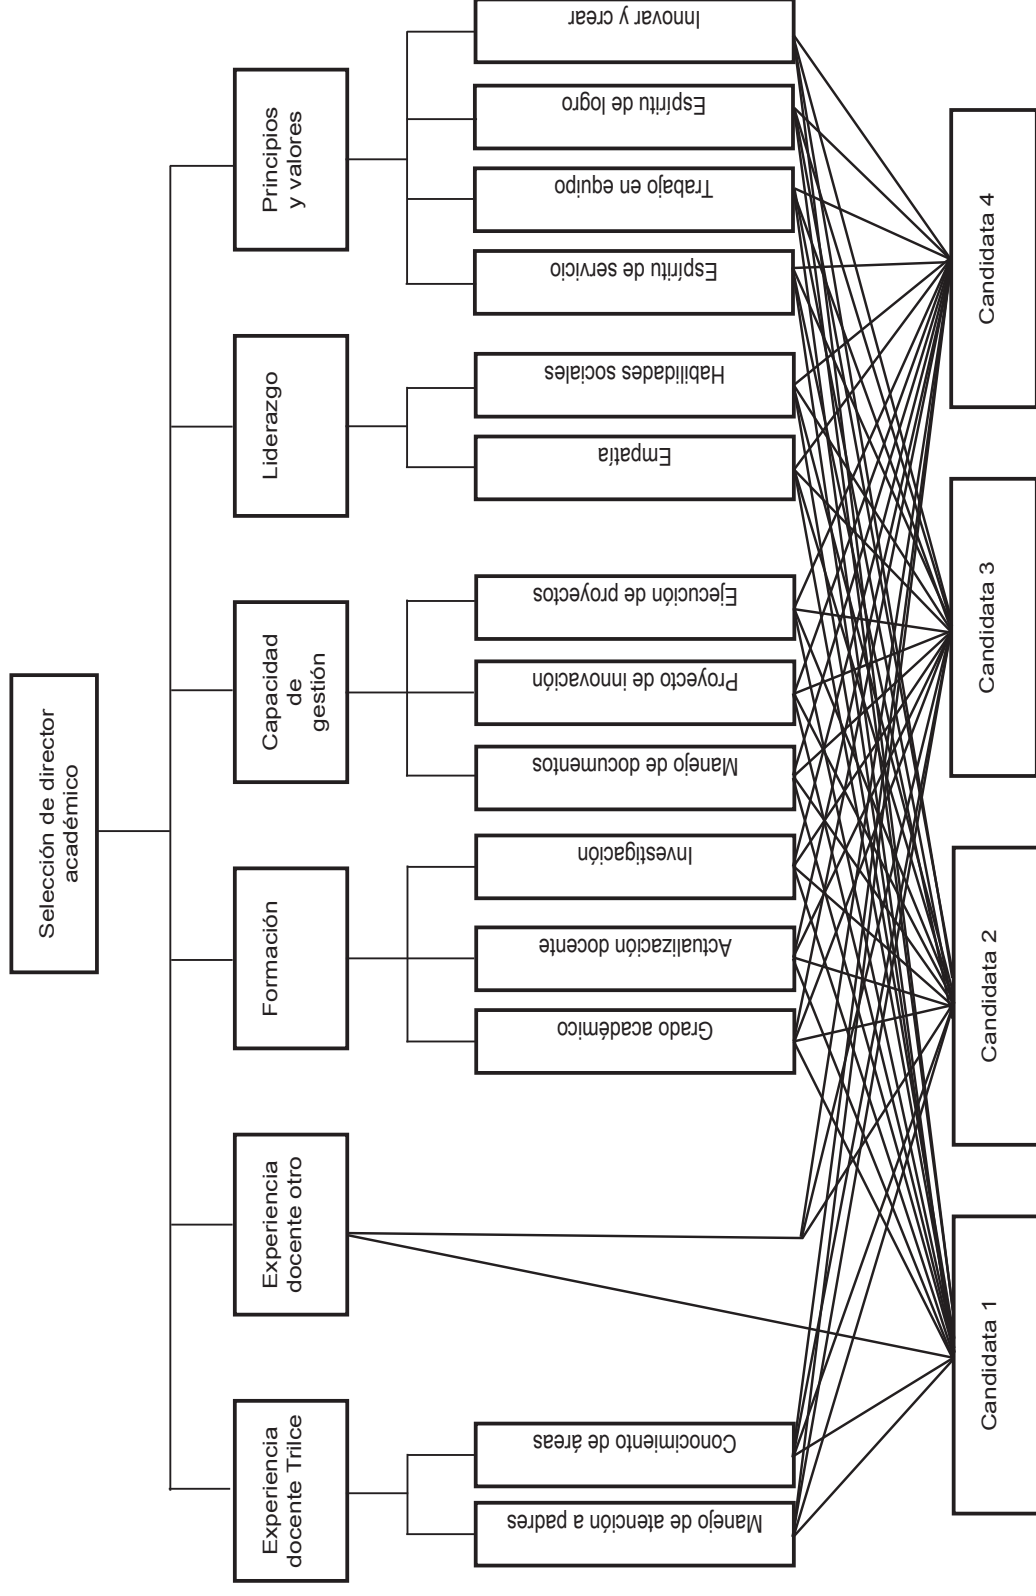 Selección de director
académico
Experiencia
docente Trilce
Experiencia
docente otro
Formación
Capacidad
de
gestión
Liderazgo
Principios
y valores
Manejo de atención a padres
Conocimiento de áreas
Grado académico
Actualización docente
Investigación
Manejo de documentos
Proyecto de innovación
Ejecución de proyectos
Empatía
Habilidades sociales
Espíritu de servicio
Trabajo en equipo
Espíritu de logro
Innovar y crear
Candidata 1
Candidata 2
Candidata 3
Candidata 4